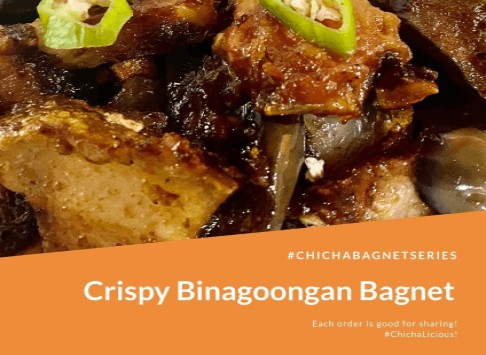 #CHICHABAGNETSERIES
Crispy Binagoongan Bagnet
Each order is good for sharing!
#ChichaLicious!